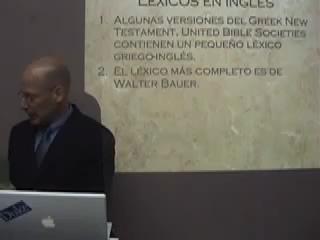 LÉXICOS EN INGLÉS
1. ALGUNAS VERSIONES DEL GREEK NEW
TESTAMENT, UNITED BIBLE SOCIETIES
CONTIENEN UN PEQUEÑO LÉXICO
GRIEGO-INGLÉS.
2. EL LÉXICO MÁS COMPLETO ES DE
WALTER BAUER.